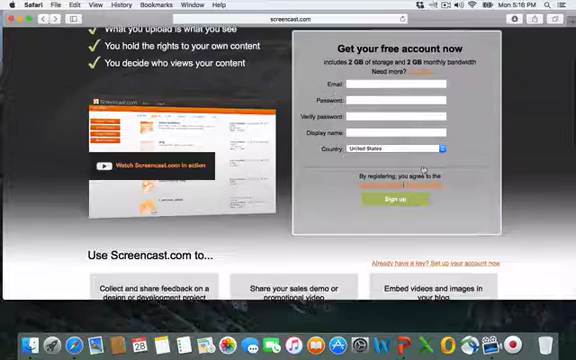 Safari File Edit View History Bookmarks Window Help
Mon 5:16 PM
screencast.com
What you upload is what you see
You hold the rights to your own content
You decide who views your content
Watch Screencast.com in action
Get your free account now
includes 2 GB of storage and 2 GB monthly bandwidth
Need more?
Email:
Password:
Verify password:
Display name:
Country: United States
By registering, you agree to the
Sign up
Already have a key? Set up your account now
Use Screencast.com to...
Collect and share feedback on a
design or development project
Share your sales demo or
promotional video
Embed videos and images in
your blog
28